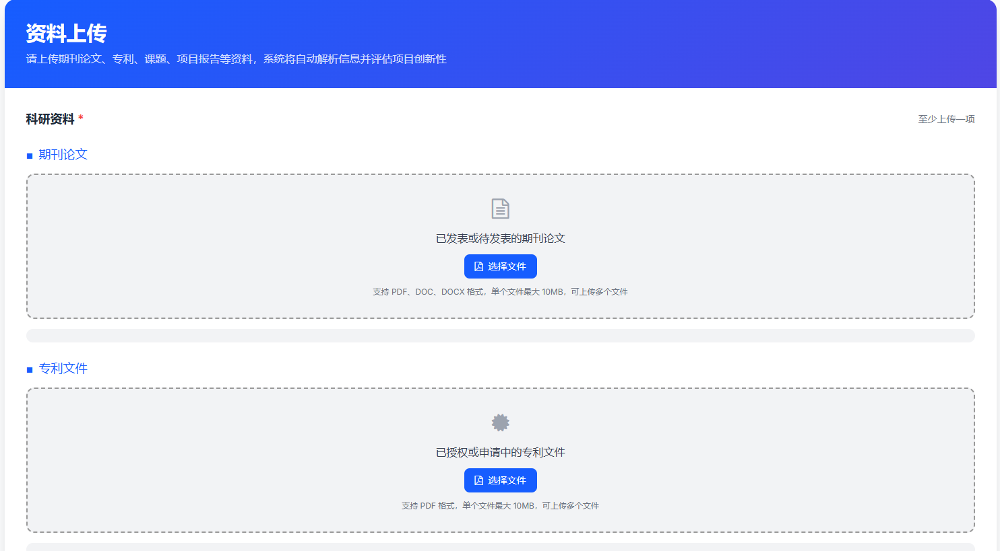 资料上传
请上传期刊论文、专利、课题、项目报告等资料，系统将自动解析信息并评估项目创新性
科研资料 *
至少上传一项
期刊论文
已发表或待发表的期刊论文
选择文件
支持 PDF、DOC、DOCX 格式，单个文件最大 10MB，可上传多个文件
专利文件
已授权或申请中的专利文件
选择文件
支持 PDF 格式，单个文件最大 10MB，可上传多个文件